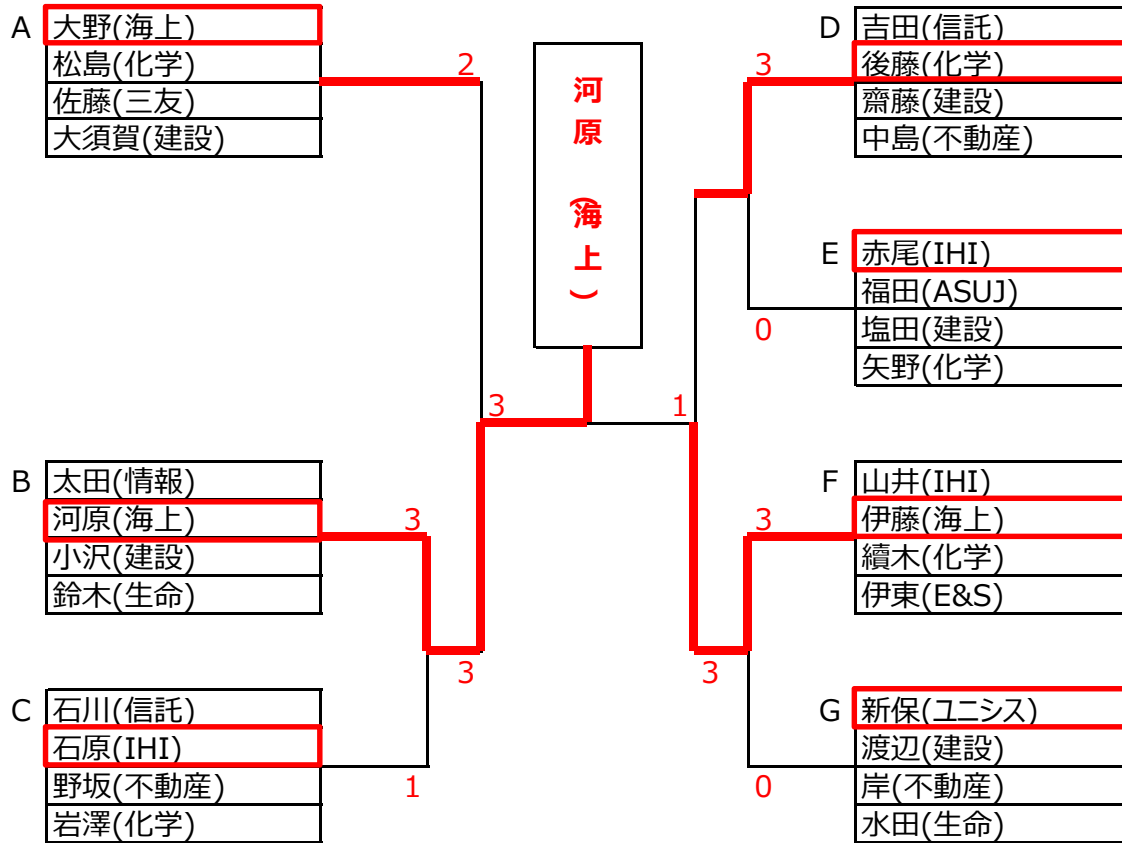 A
大野(海上)
松島(化学)
佐藤(三友)
大須賀(建設)
2
B
太田(情報)
河原(海上)
小沢(建設)
鈴木(生命)
3
C
石川(信託)
石原(IHI)
野坂(不動産)
岩澤(化学)
1
3
3
河原(海上)
1
D
吉田(信託)
後藤(化学)
齋藤(建設)
中島(不動産)
3
E
赤尾(IHI)
福田(ASUJ)
塩田(建設)
矢野(化学)
0
F
山井(IHI)
伊藤(海上)
續木(化学)
伊東(E&S)
3
3
G
新保(ユニシス)
渡辺(建設)
岸(不動産)
水田(生命)
0